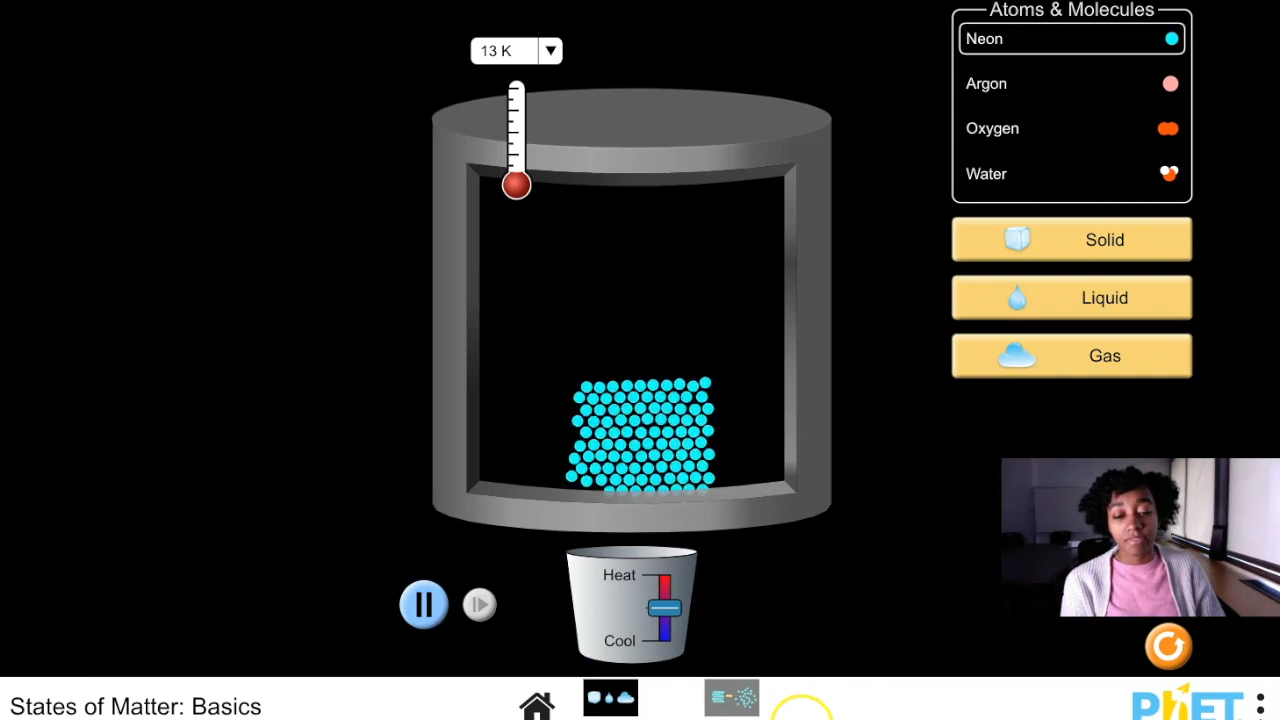 Atoms & Molecules
13 K
Neon
Argon
Oxygen
Water
Solid
Liquid
Gas
Heat
Cool
States of Matter: Basics
PhET